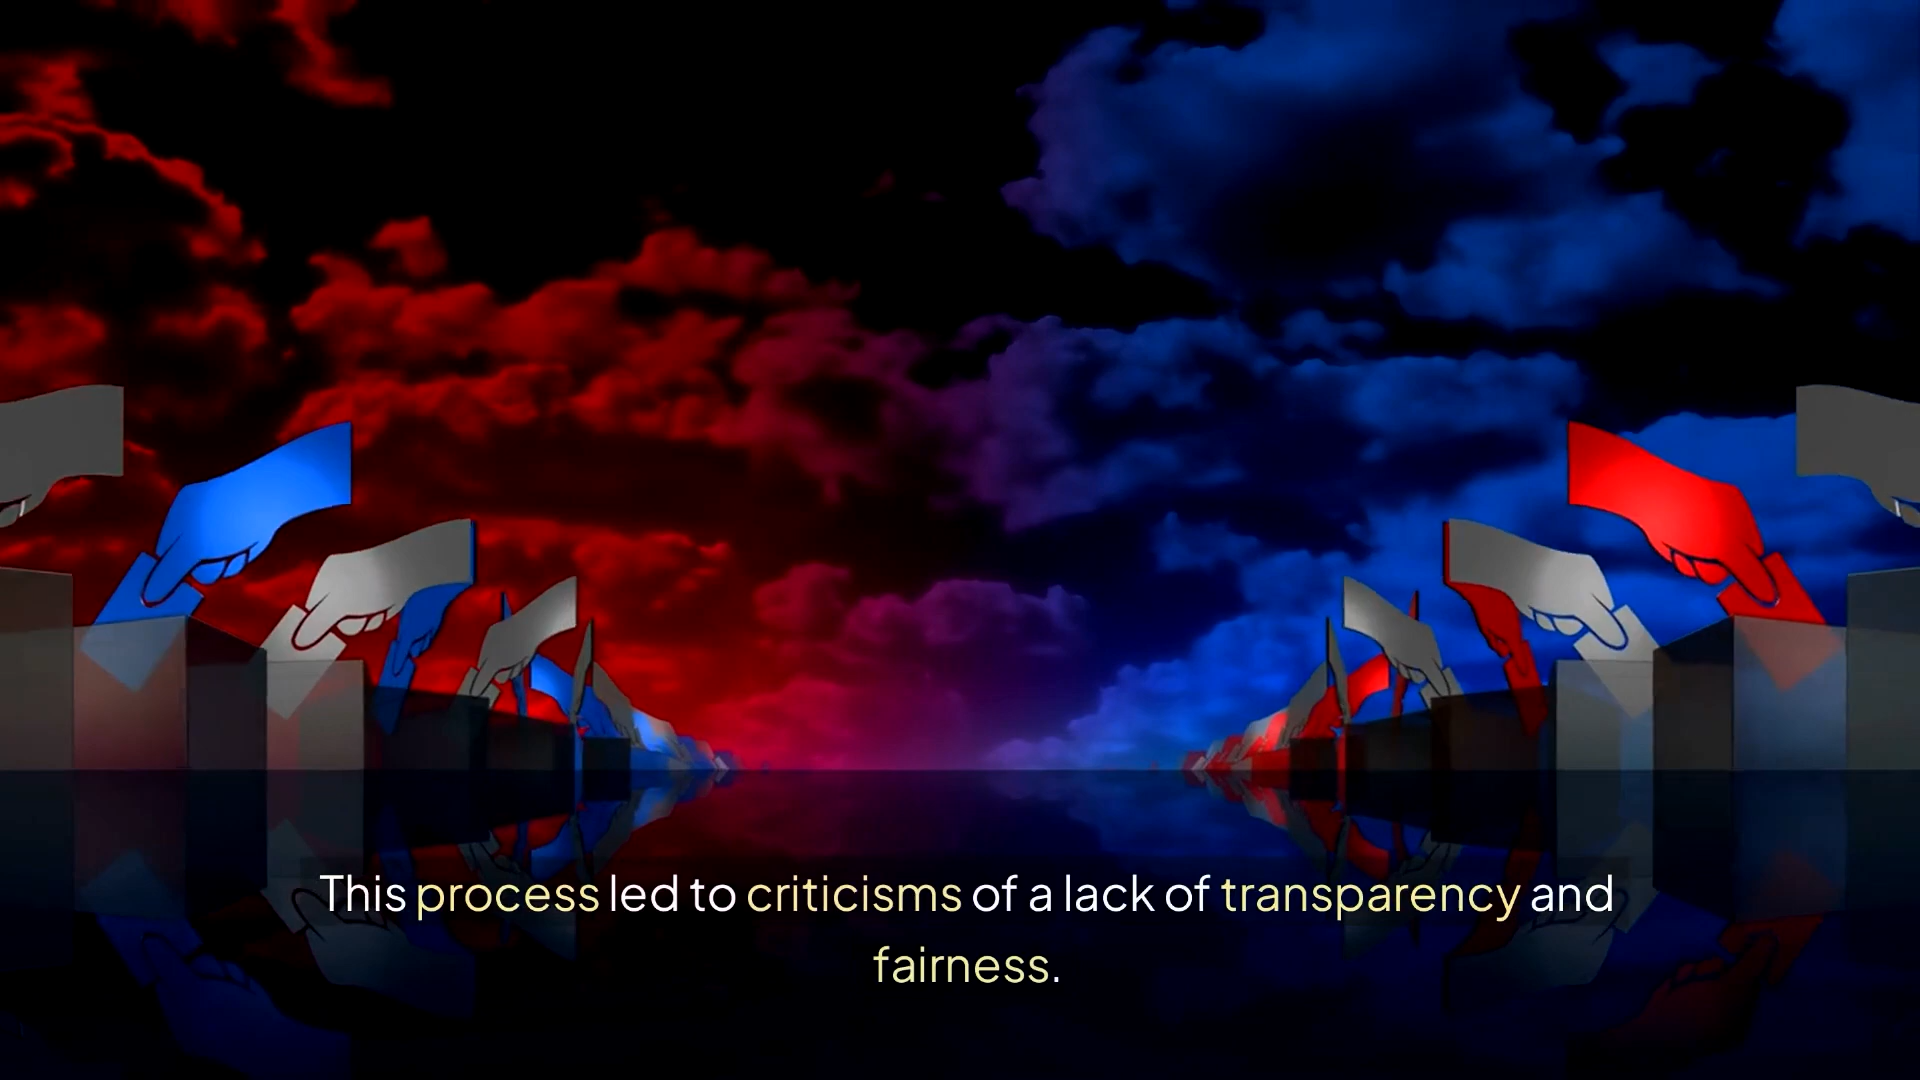 This process led to criticisms of a lack of transparency and
fairness.